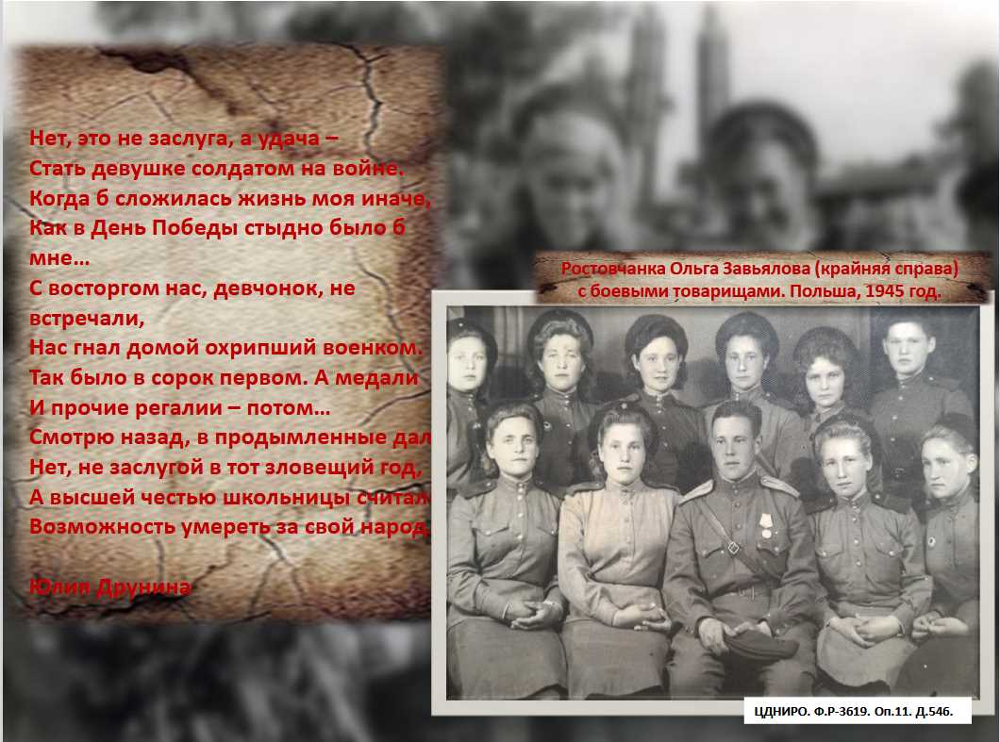 Нет, это не заслуга, а удача –
Стать девушке солдатом на войне.
Когда б сложилась жизнь моя иначе,
Как в День Победы стыдно было б
мне…
С восторгом нас, девчонок, не
встречали,
Нас гнал домой охрипший военком.
Так было в сорок первом. А медали
И прочие регалии – потом…
Смотрю назад, в продымленные дал
Нет, не заслугой в тот зловещий год,
А высшей честью школьницы считал
Возможность умереть за свой народ.
Юлия Друнина
Ростовчанка Ольга Завьялова (крайняя справа)
с боевыми товарищами. Польша, 1945 год.
ЦДНИРО. Ф.Р-3619. Оп.11. Д.546.